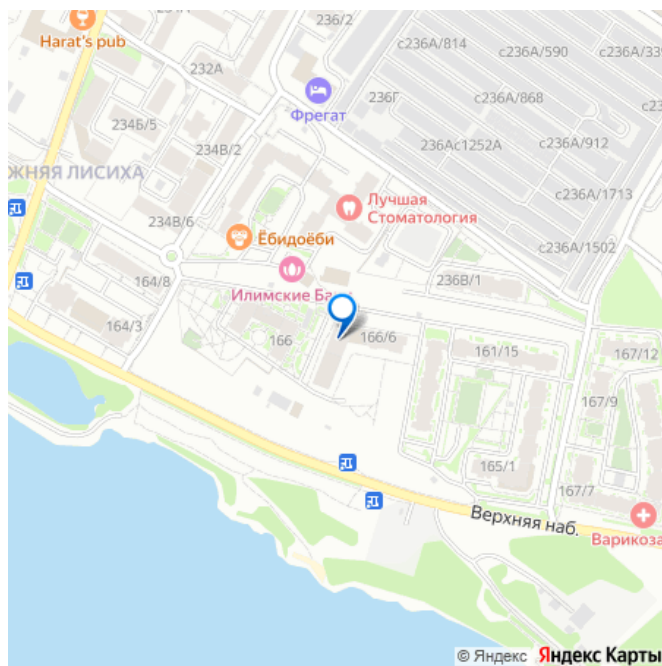 236/2
Harat's pub
с236А/814
с236А/590
232А
236Г
с236А/868
Фрегат
234Б/5
234В/2
236Ас1252А
с236А/912
ЖНЯЯ ЛИСИХА
Лучшая
Стоматология
с236А/1713
234В/6
Ёбидоёби
с236А/1502
164/8
Илимские Бани
236В/1
164/3
166
166/6
161/15
167/12
167/9
165/1
167/7
Верхняя наб.
Варикоза
© Яндекс
Яндекс Карты